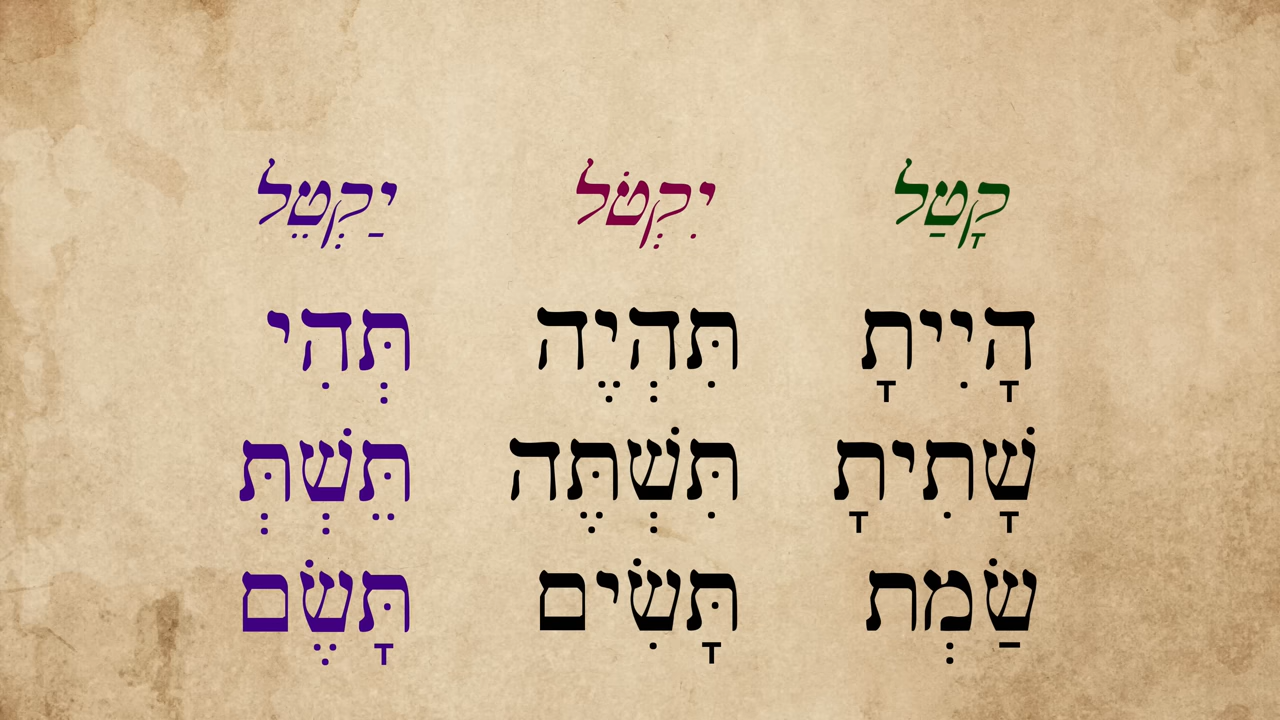 קָטַל יִקְטֹל יַקְטֵל
הָיִיתָ תִּהְיֶה תְּהִי
שָׁתִיתָ תִּשְׁתֶּה תֵּשְׁתְּ
שַׂמְת תָּשִׂים תָּשֶׂם